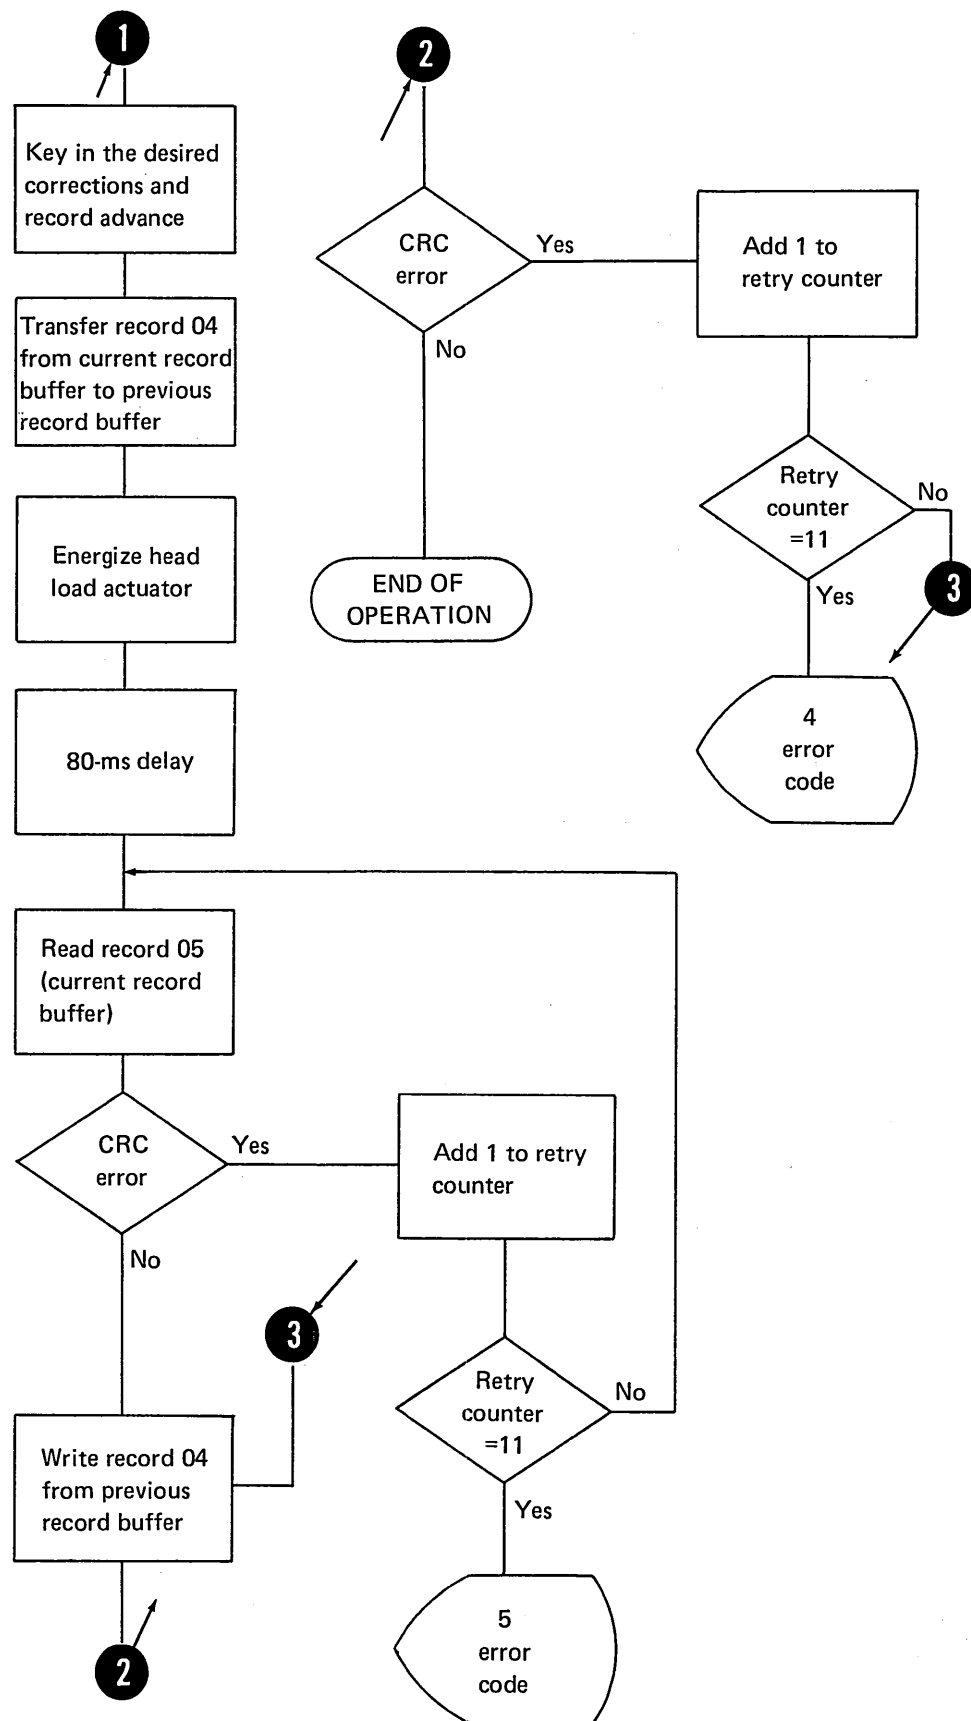 1
Key in the desired
corrections and
record advance
Transfer record 04
from current record
buffer to previous
record buffer
Energize head
load actuator
80-ms delay
Read record 05
(current record
buffer)
CRC
error
Yes
No
Add 1 to retry
counter
3
Retry
counter
=11
No
Yes
Write record 04
from previous
record buffer
2
5
error
code
2
CRC
error
Yes
No
END OF
OPERATION
Add 1 to
retry counter
Retry
counter
=11
No
3
Yes
4
error
code